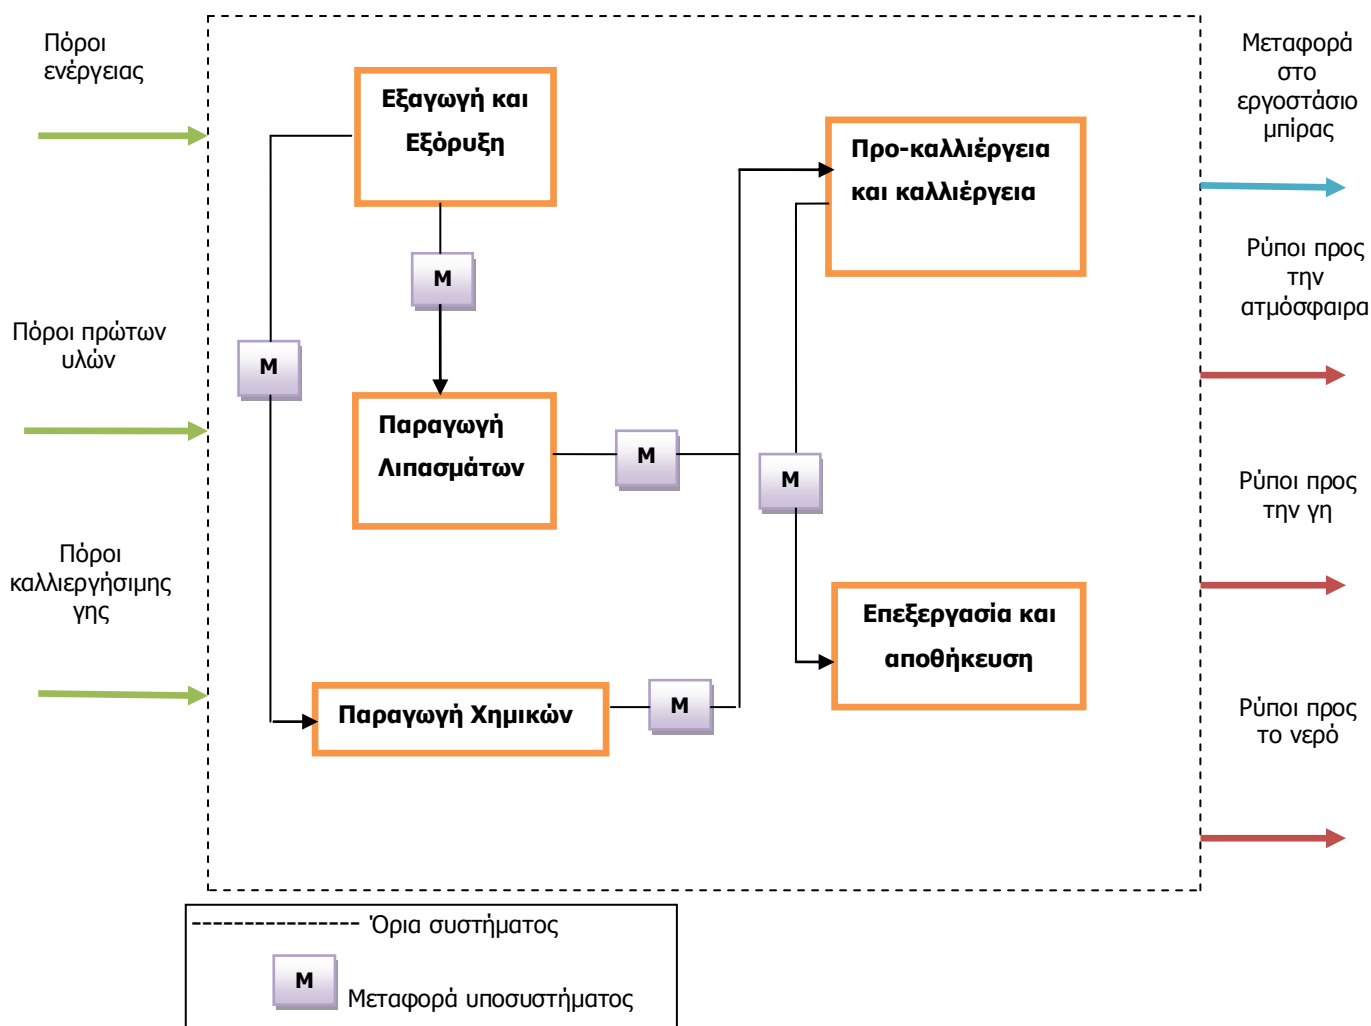 Πόροι
ενέργειας
Πόροι πρώτων
υλών
Πόροι
καλλιεργήσιμης
γης
Εξαγωγή και
Εξόρυξη
Μ
Μ
Παραγωγή
Λιπασμάτων
Μ
Παραγωγή Χημικών
Μ
Προ-καλλιέργεια
και καλλιέργεια
Μ
Επεξεργασία και
αποθήκευση
Μεταφορά
στο
εργοστάσιο
μπίρας
Ρύποι προς
την
ατμόσφαιρα
Ρύποι προς
την γη
Ρύποι προς
το νερό
Όρια συστήματος
Μ
Μεταφορά υποσυστήματος